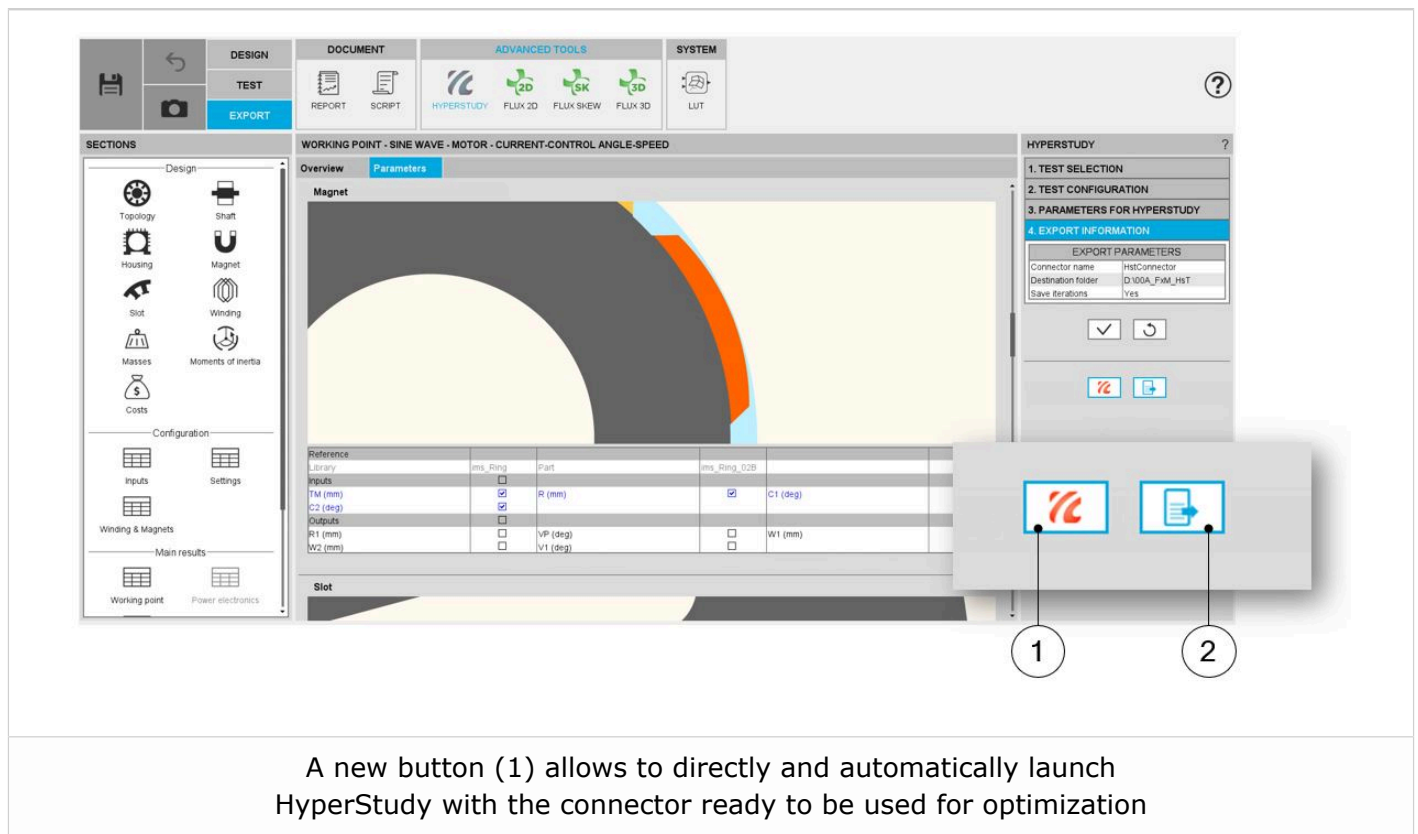 DESIGN
TEST
EXPORT
DOCUMENT
REPORT
SCRIPT
ADVANCED TOOLS
HYPERSTUDY
2D
FLUX 2D
SK
FLUX SKEW
3D
FLUX 3D
SYSTEM
LUT
?
SECTIONS
Design
Topology
Shaft
Housing
Magnet
Slot
Winding
Masses
Moments of inertia
$
Costs
Configuration
Inputs
Settings
Winding & Magnets
Main results
Working point
Power electronics
WORKING POINT - SINE WAVE - MOTOR - CURRENT-CONTROL ANGLE-SPEED
Overview
Parameters
Magnet
Reference
Library ims_Ring Part ims_Ring_02B
Inputs
TM (mm) R (mm) C1 (deg)
C2 (deg)
Outputs
R1 (mm) VP (deg) W1 (mm)
W2 (mm) V1 (deg)
Slot
HYPERSTUDY ?
1. TEST SELECTION
2. TEST CONFIGURATION
3. PARAMETERS FOR HYPERSTUDY
4. EXPORT INFORMATION
EXPORT PARAMETERS
Connector name HstConnector
Destination folder D:\00A_FxM_HsT
Save iterations Yes
1
2
A new button (1) allows to directly and automatically launch
HyperStudy with the connector ready to be used for optimization